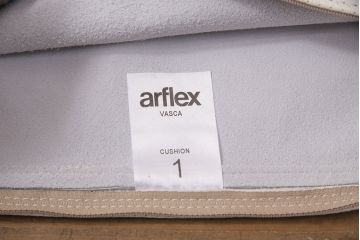 arflex
VASCA
CUSHION
1